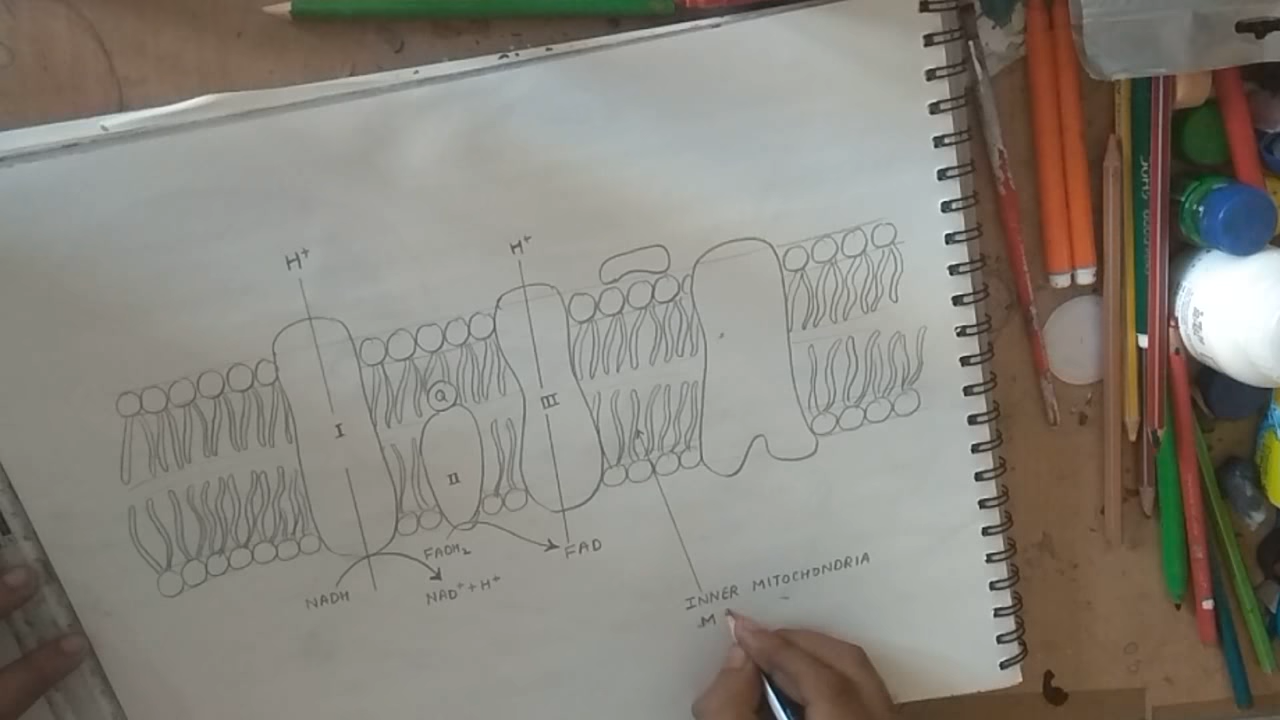 H⁺
H⁺
Q
I
III
II
FADH₂
FAD
NADH
NAD⁺ + H⁺
INNER MITOCHONDRIA
M